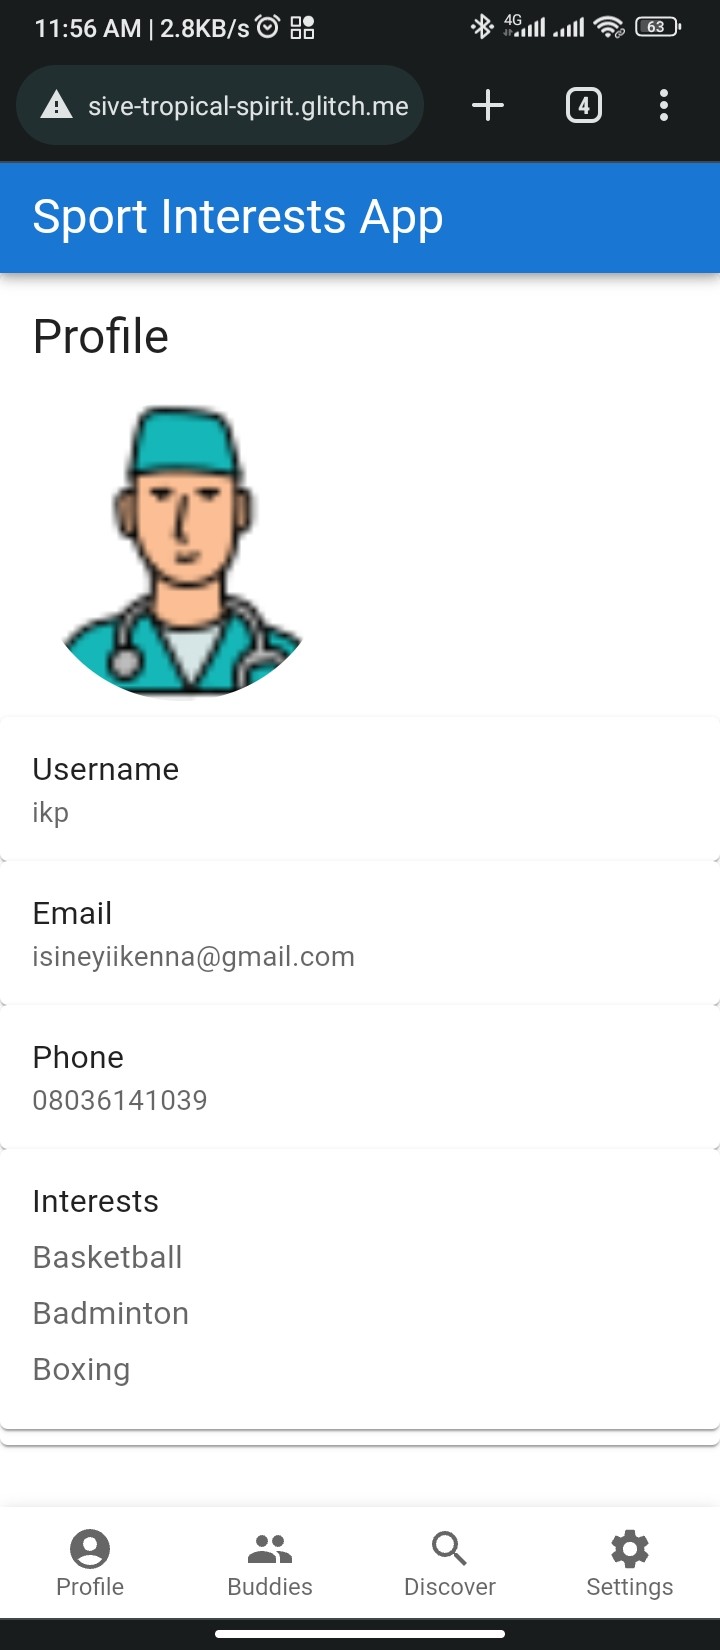 11:56 AM | 2.8KB/s
4G
63
sive-tropical-spirit.glitch.me
4
Sport Interests App
Profile
Username
ikp
Email
isineyiikenna@gmail.com
Phone
08036141039
Interests
Basketball
Badminton
Boxing
Profile Buddies Discover Settings